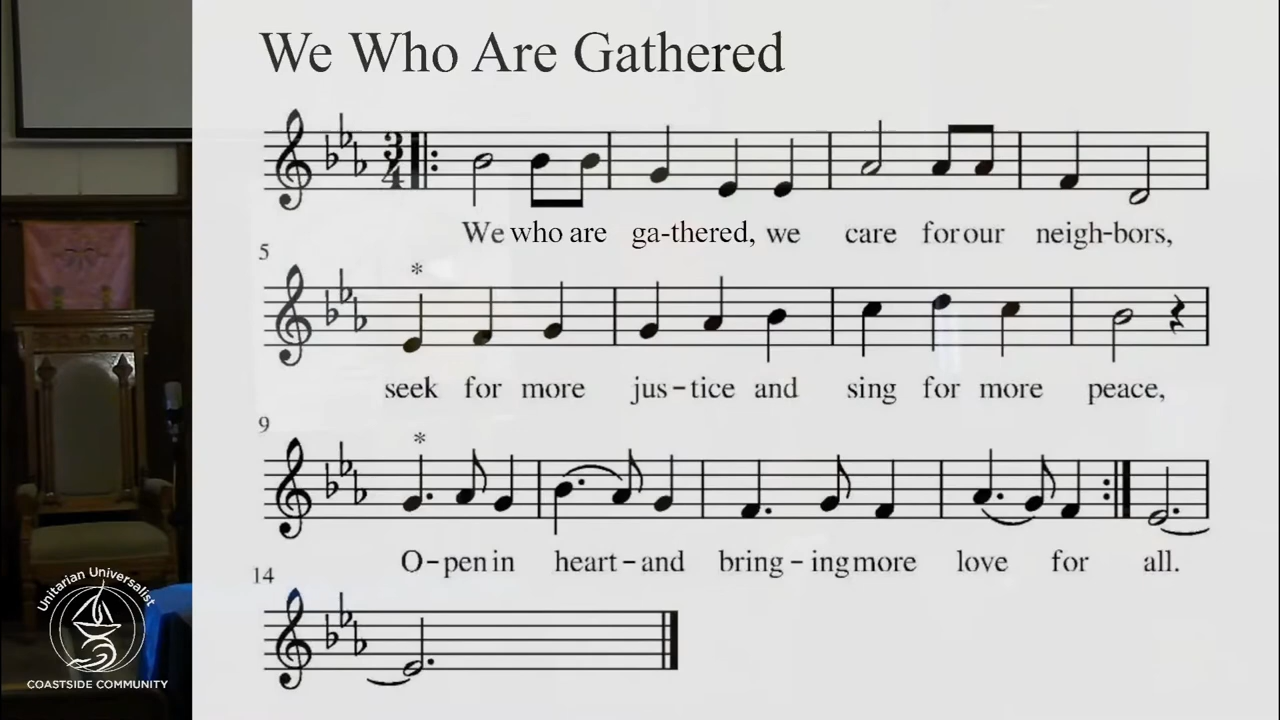 We Who Are Gathered
3
4
We who are ga-thered, we care for our neigh-bors,
5
*
seek for more jus-tice and sing for more peace,
9
*
O-pen in heart-and bring-ing more love for all.
14
Unitarian Universalist
COASTSIDE COMMUNITY